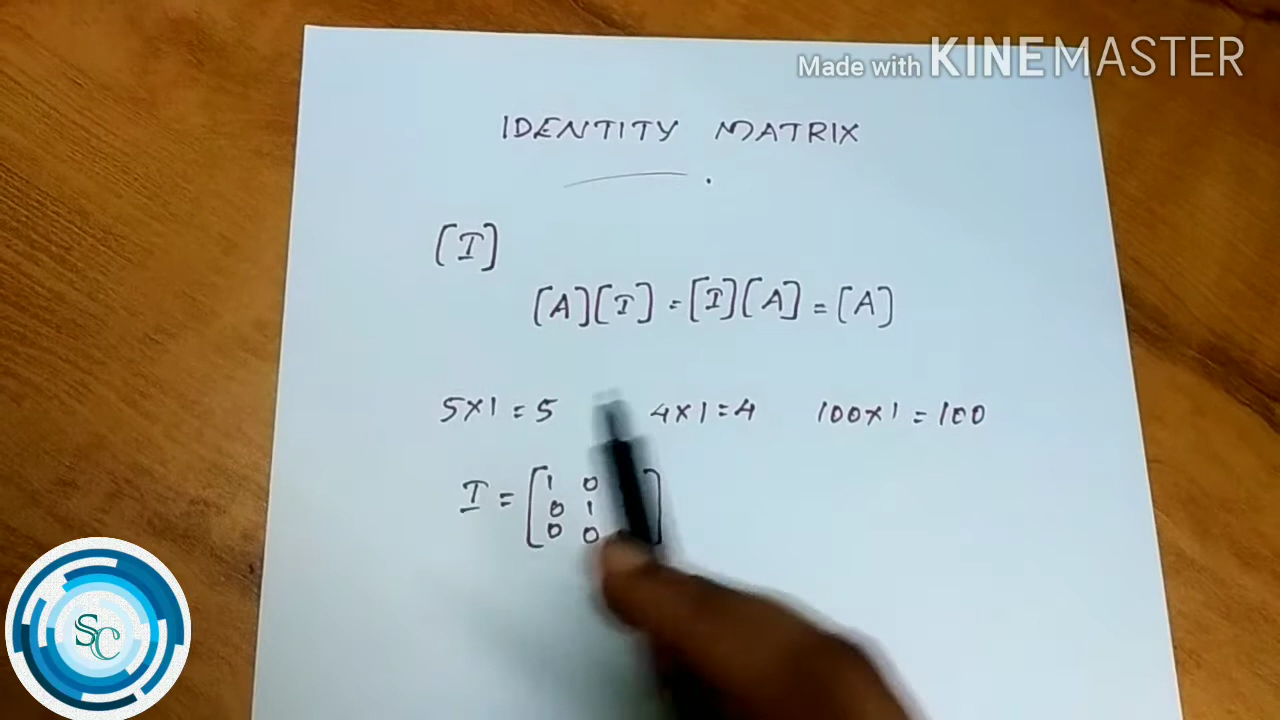 Made with KINEMASTER
IDENTITY MATRIX
[I]
[A][I] = [I][A] = [A]
5×1 = 5 4×1 = 4 100×1 = 100
I = [1 0
0 1
0 0 ]
SC